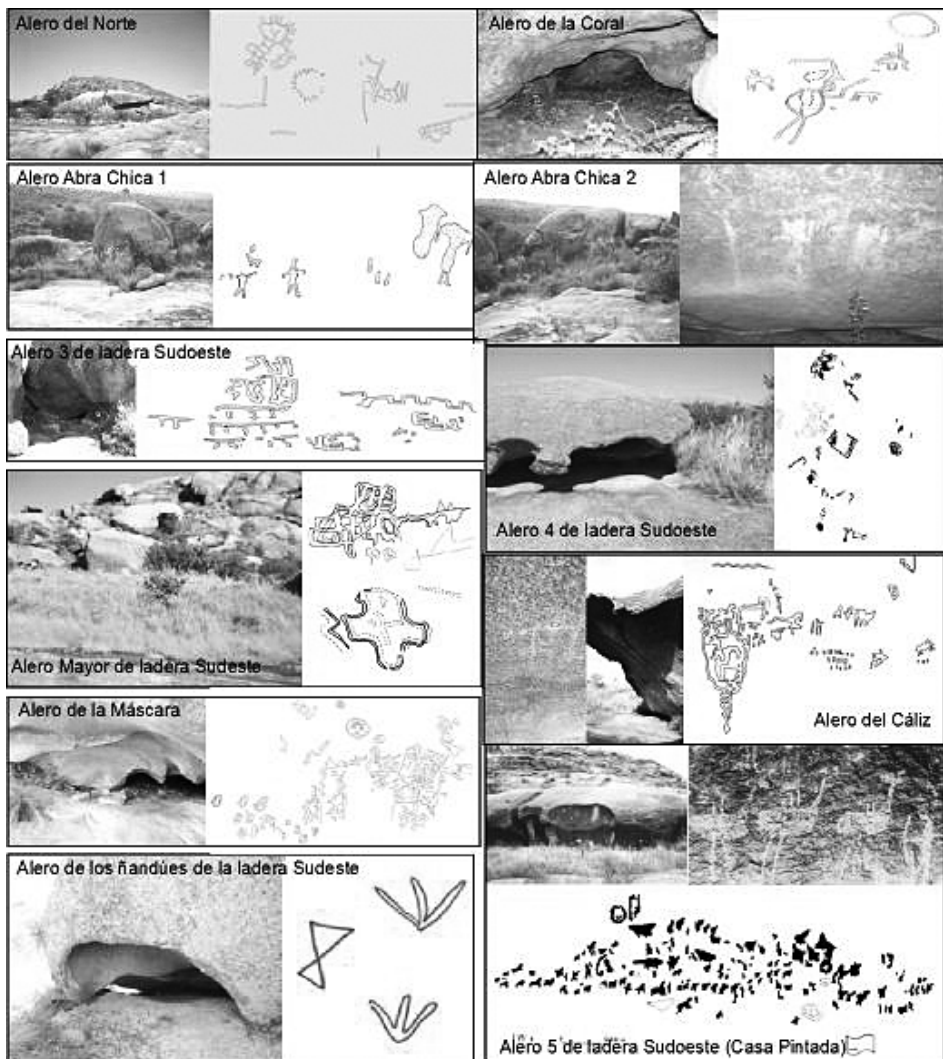 Alero del Norte
Alero de la Coral
Alero Abra Chica 1
Alero Abra Chica 2
Alero 3 de ladera Sudoeste
Alero 4 de ladera Sudoeste
Alero Mayor de ladera Sudeste
Alero del Cáliz
Alero de la Máscara
Alero de los ñandúes de la ladera Sudeste
Alero 5 de ladera Sudoeste (Casa Pintada)